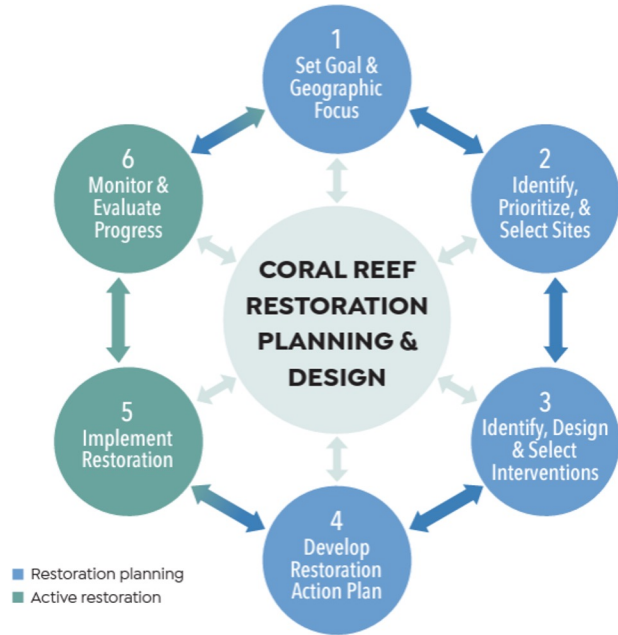 1
Set Goal &
Geographic
Focus
2
Identify,
Prioritize, &
Select Sites
3
Identify, Design
& Select
Interventions
4
Develop
Restoration
Action Plan
5
Implement
Restoration
6
Monitor &
Evaluate
Progress
CORAL REEF
RESTORATION
PLANNING &
DESIGN
Restoration planning
Active restoration